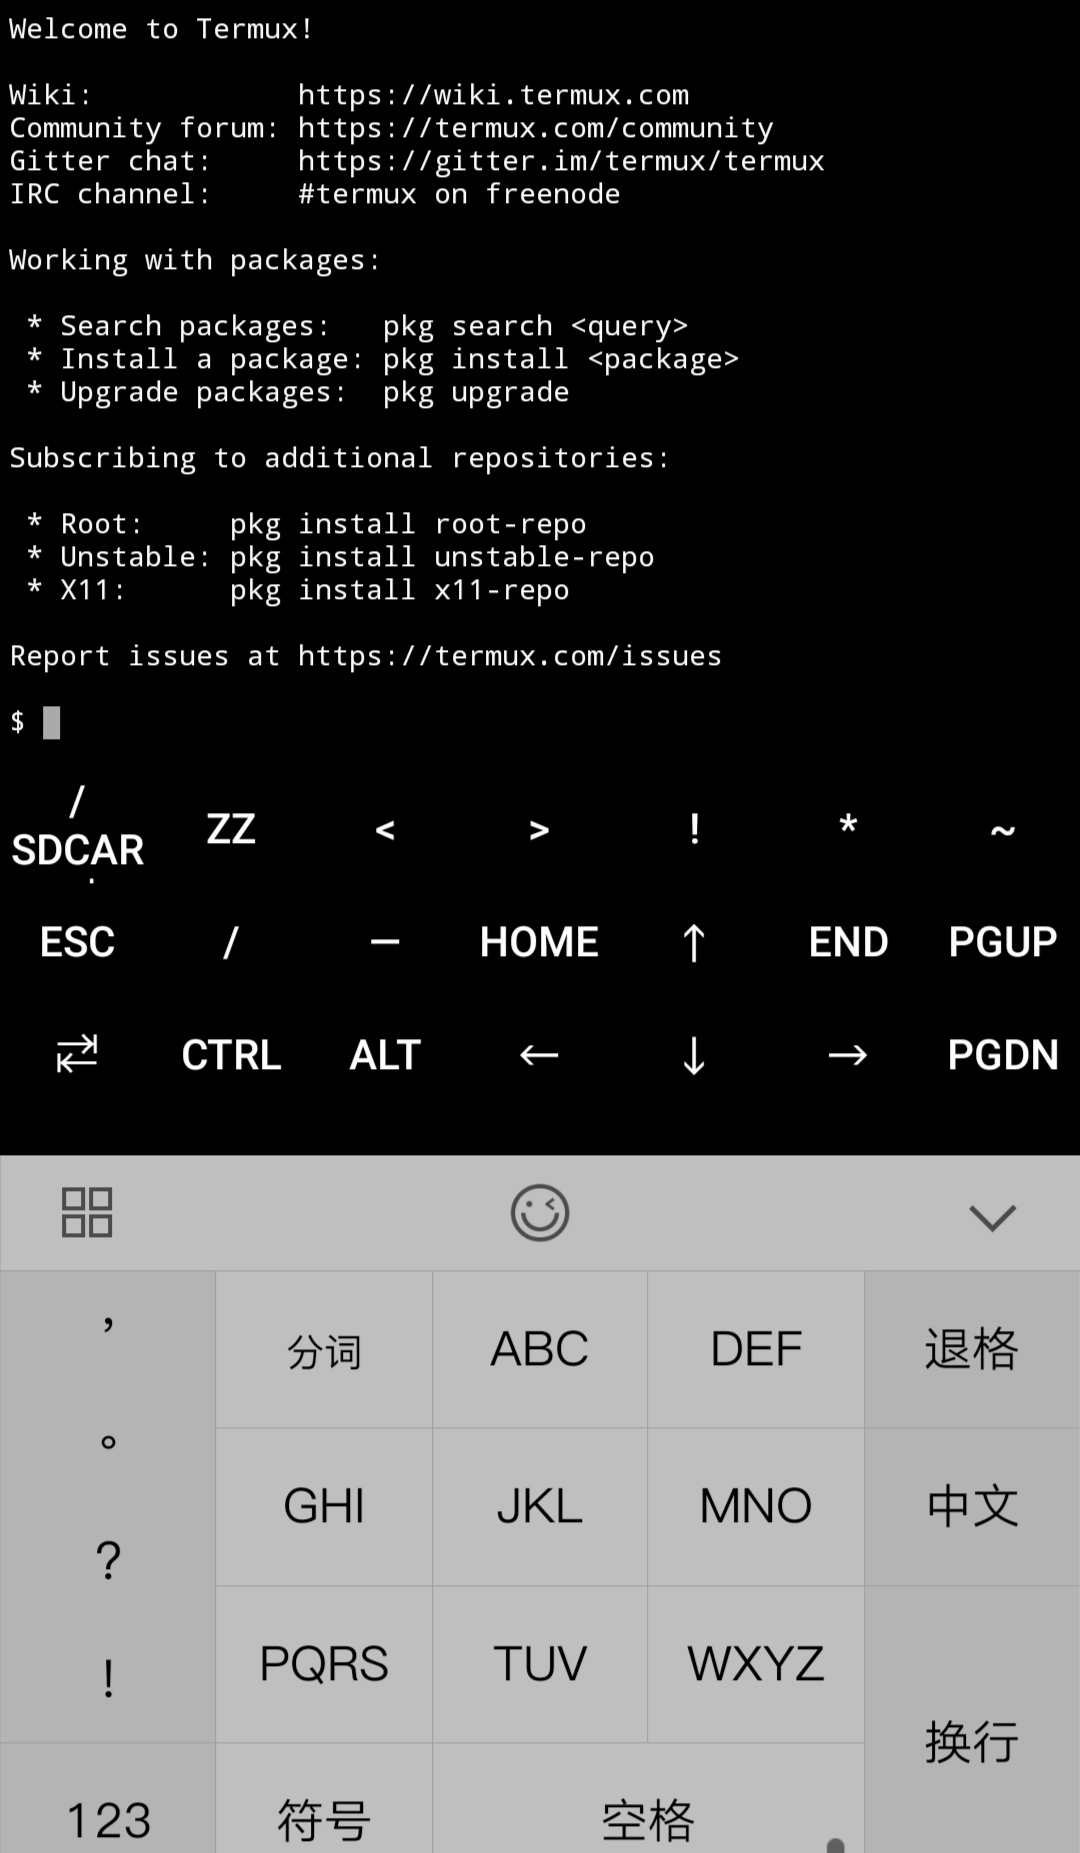 Welcome to Termux!
Wiki: https://wiki.termux.com
Community forum: https://termux.com/community
Gitter chat: https://gitter.im/termux/termux
IRC channel: #termux on freenode
Working with packages:
* Search packages: pkg search <query>
* Install a package: pkg install <package>
* Upgrade packages: pkg upgrade
Subscribing to additional repositories:
* Root: pkg install root-repo
* Unstable: pkg install unstable-repo
* X11: pkg install x11-repo
Report issues at https://termux.com/issues
$
/
SDCAR ZZ < > ! * ~
ESC / — HOME ↑ END PGUP
⇄ CTRL ALT ← ↓ → PGDN
, 分词 ABC DEF 退格
。 GHI JKL MNO 中文
? PQRS TUV WXYZ
! 换行
123 符号 空格